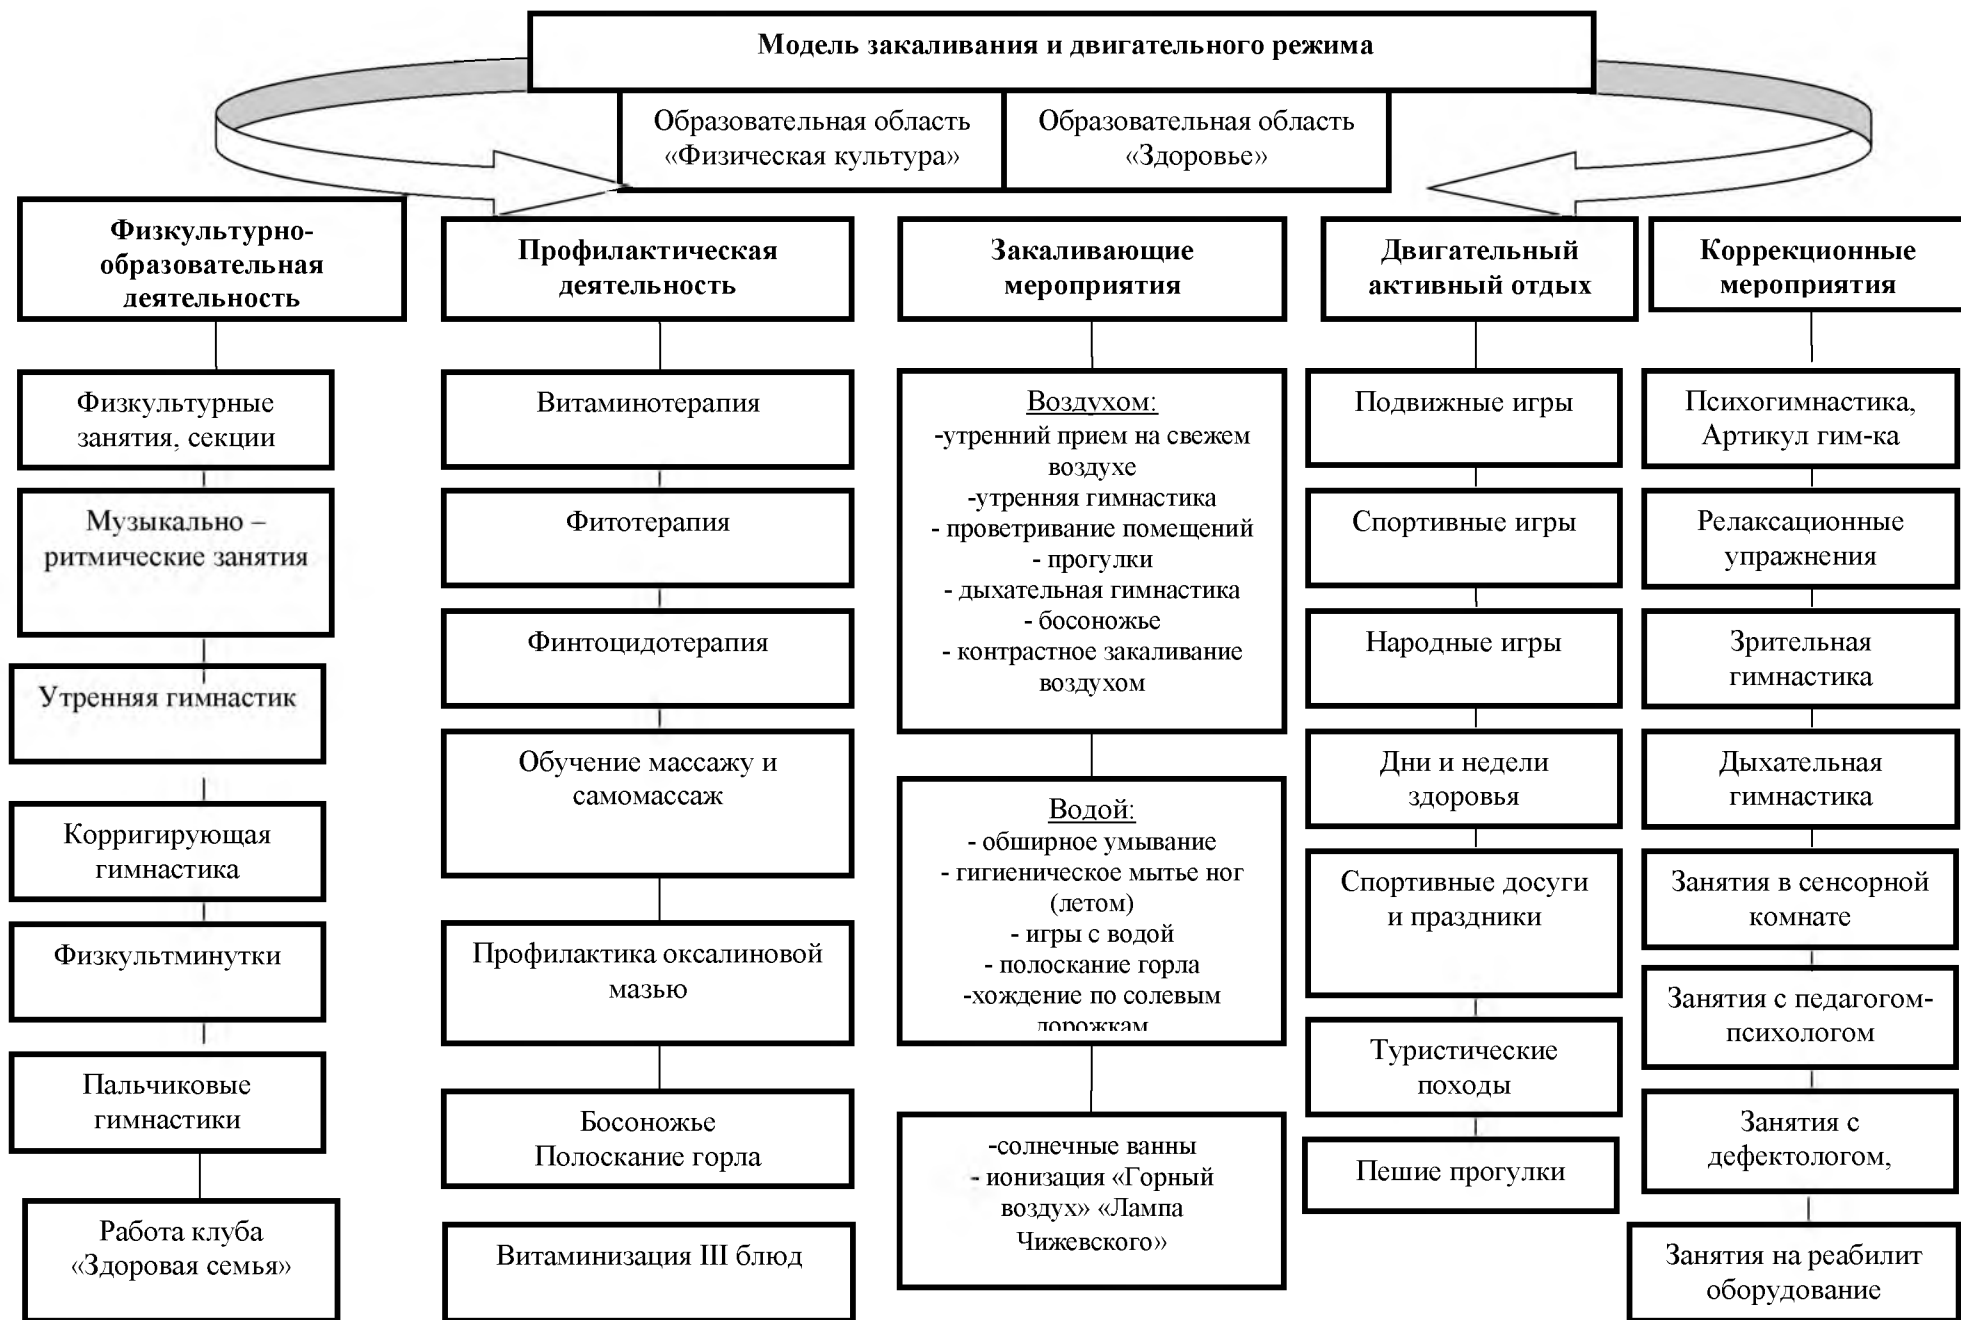 Модель закаливания и двигательного режима
Образовательная область
«Физическая культура»
Образовательная область
«Здоровье»
Физкультурно-
образовательная
деятельность
Физкультурные
занятия, секции
Музыкально –
ритмические занятия
Утренняя гимнастик
Корригирующая
гимнастика
Физкультминутки
Пальчиковые
гимнастики
Работа клуба
«Здоровая семья»
Профилактическая
деятельность
Витаминотерапия
Фитотерапия
Финтоцидотерапия
Обучение массажу и
самомассаж
Профилактика оксалиновой
мазью
Босоножье
Полоскание горла
Витаминизация III блюд
Закаливающие
мероприятия
Воздухом:
-утренний прием на свежем
воздухе
-утренняя гимнастика
- проветривание помещений
- прогулки
- дыхательная гимнастика
- босоножье
- контрастное закаливание
воздухом
Водой:
- обширное умывание
- гигиеническое мытье ног
(летом)
- игры с водой
- полоскание горла
-хождение по солевым
дорожкам
-солнечные ванны
- ионизация «Горный
воздух» «Лампа
Чижевского»
Двигательный
активный отдых
Подвижные игры
Спортивные игры
Народные игры
Дни и недели
здоровья
Спортивные досуги
и праздники
Туристические
походы
Пешие прогулки
Коррекционные
мероприятия
Психогимнастика,
Артикул гим-ка
Релаксационные
упражнения
Зрительная
гимнастика
Дыхательная
гимнастика
Занятия в сенсорной
комнате
Занятия с педагогом-
психологом
Занятия с
дефектологом,
Занятия на реабилит
оборудование